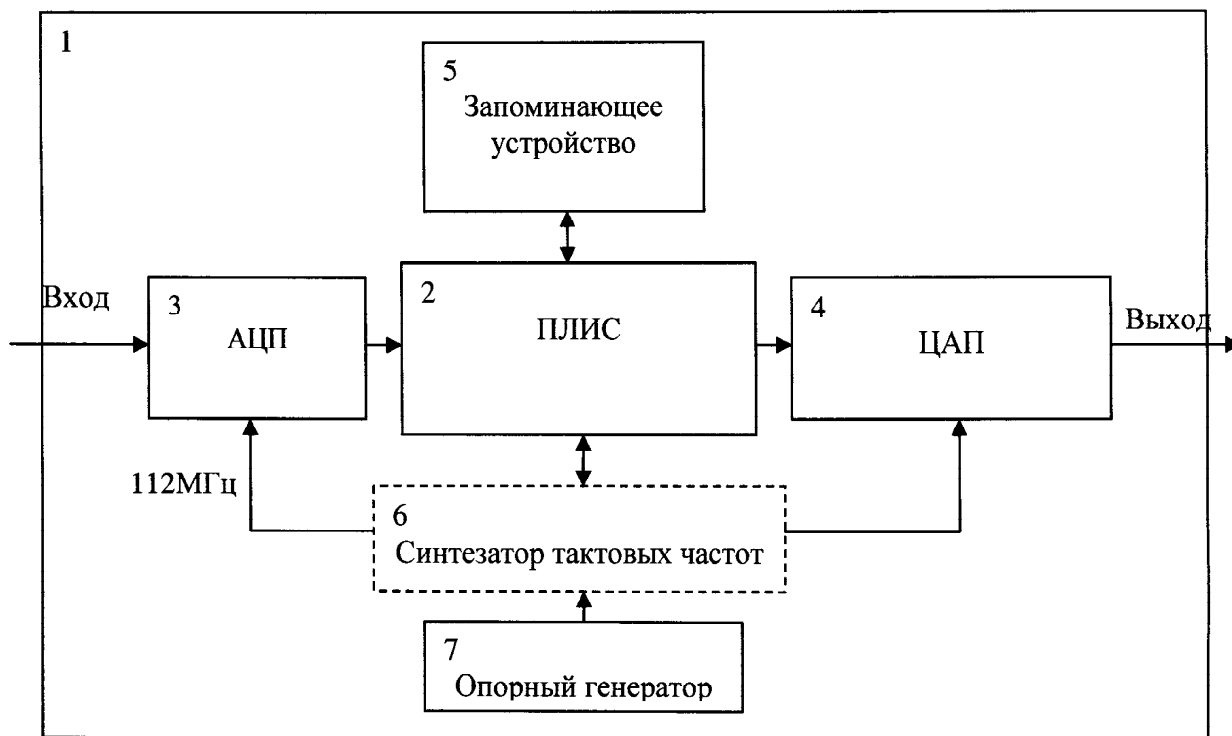 1
5
Запоминающее
устройство
Вход
3
АЦП
2
ПЛИС
4
ЦАП
Выход
112МГц
6
Синтезатор тактовых частот
7
Опорный генератор